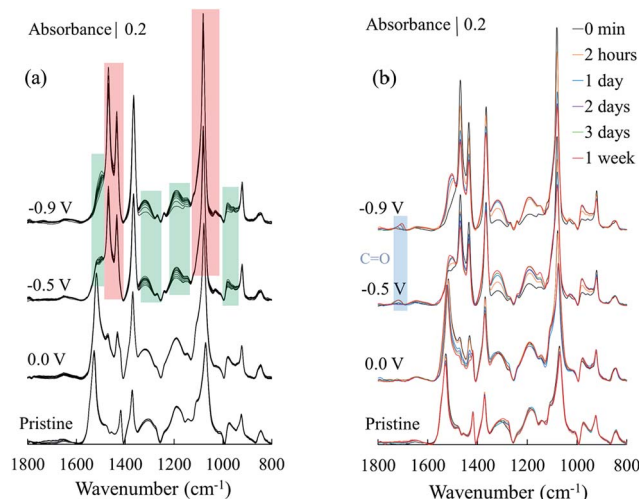 Absorbance | 0.2
(a)
-0.9 V
-0.5 V
0.0 V
Pristine
1800 1600 1400 1200 1000 800
Wavenumber (cm⁻¹)
Absorbance | 0.2
(b)
0 min
2 hours
1 day
2 days
3 days
1 week
-0.9 V
C=O
-0.5 V
0.0 V
Pristine
1800 1600 1400 1200 1000 800
Wavenumber (cm⁻¹)